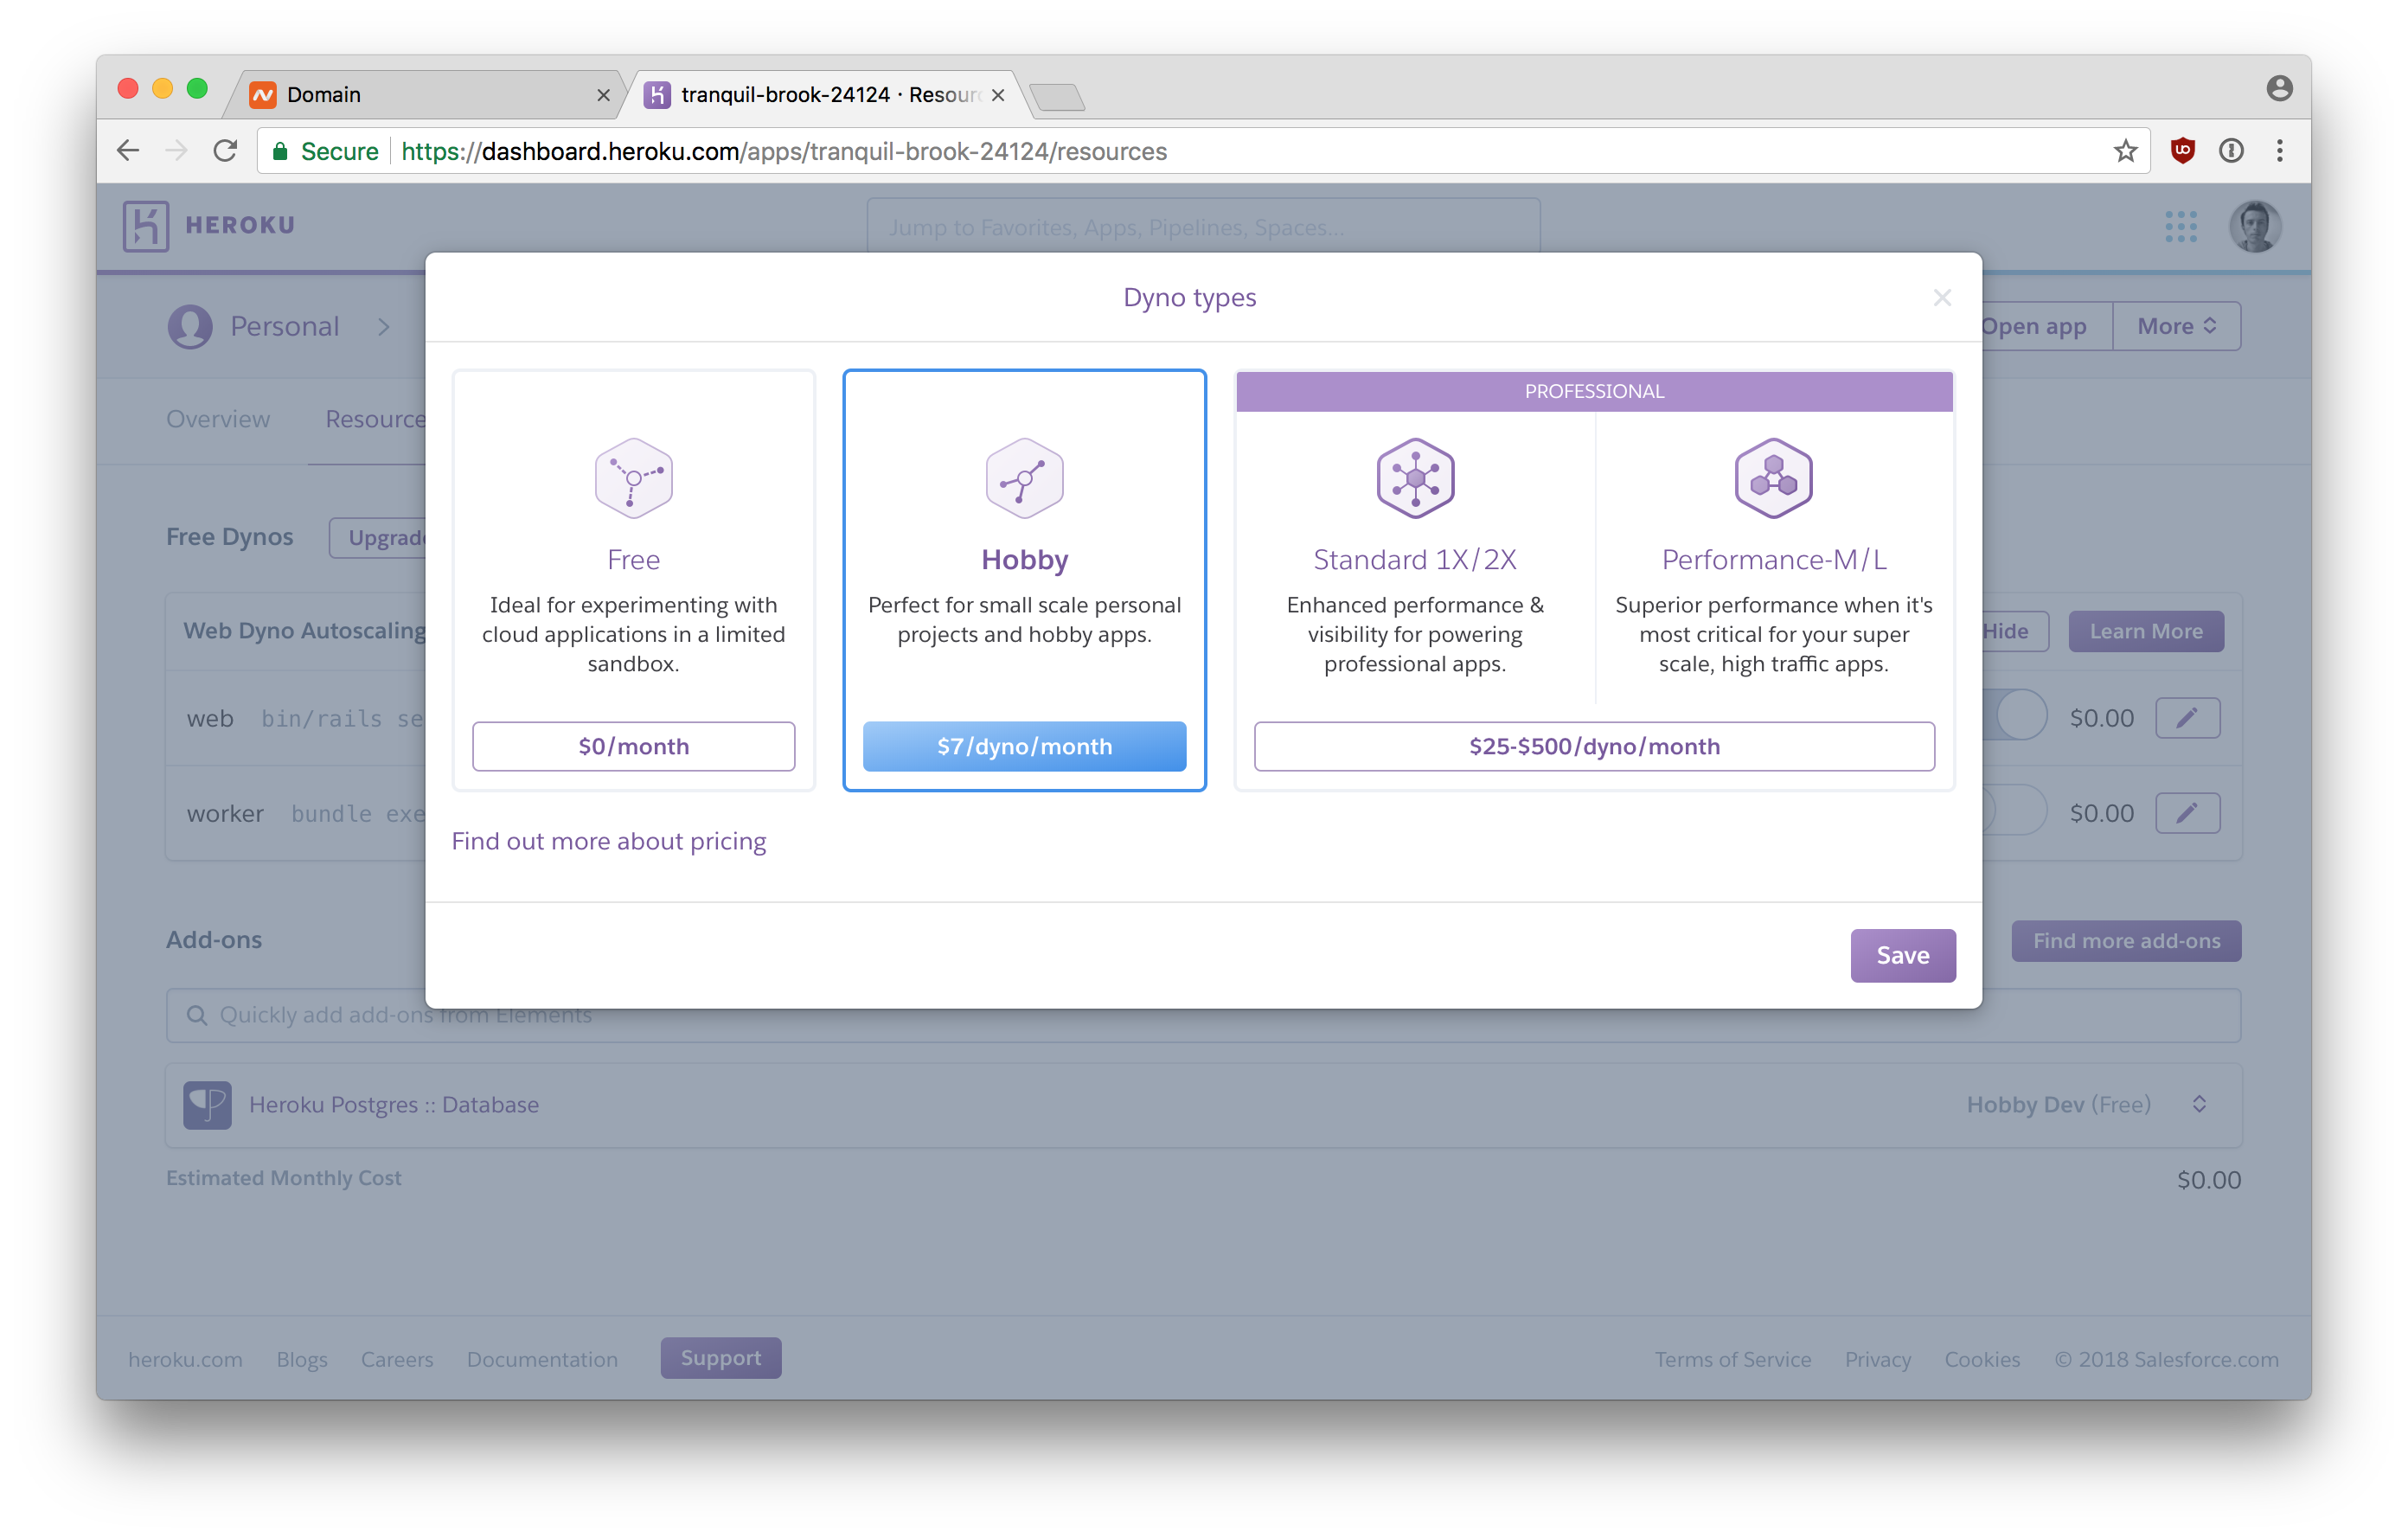 Domain
tranquil-brook-24124 · Resour
Secure https://dashboard.heroku.com/apps/tranquil-brook-24124/resources
HEROKU
Jump to Favorites, Apps, Pipelines, Spaces...
Personal
Open app
More
Overview
Resource
Free Dynos
Upgrade
Web Dyno Autoscaling
Hide
Learn More
web bin/rails se
$0.00
worker bundle exe
$0.00
Dyno types
Free
Ideal for experimenting with
cloud applications in a limited
sandbox.
$0/month
Hobby
Perfect for small scale personal
projects and hobby apps.
$7/dyno/month
PROFESSIONAL
Standard 1X/2X
Enhanced performance &
visibility for powering
professional apps.
Performance-M/L
Superior performance when it's
most critical for your super
scale, high traffic apps.
$25-$500/dyno/month
Find out more about pricing
Save
Add-ons
Find more add-ons
Quickly add add-ons from Elements
Heroku Postgres :: Database
Hobby Dev (Free)
Estimated Monthly Cost
$0.00
heroku.com
Blogs
Careers
Documentation
Support
Terms of Service
Privacy
Cookies
© 2018 Salesforce.com